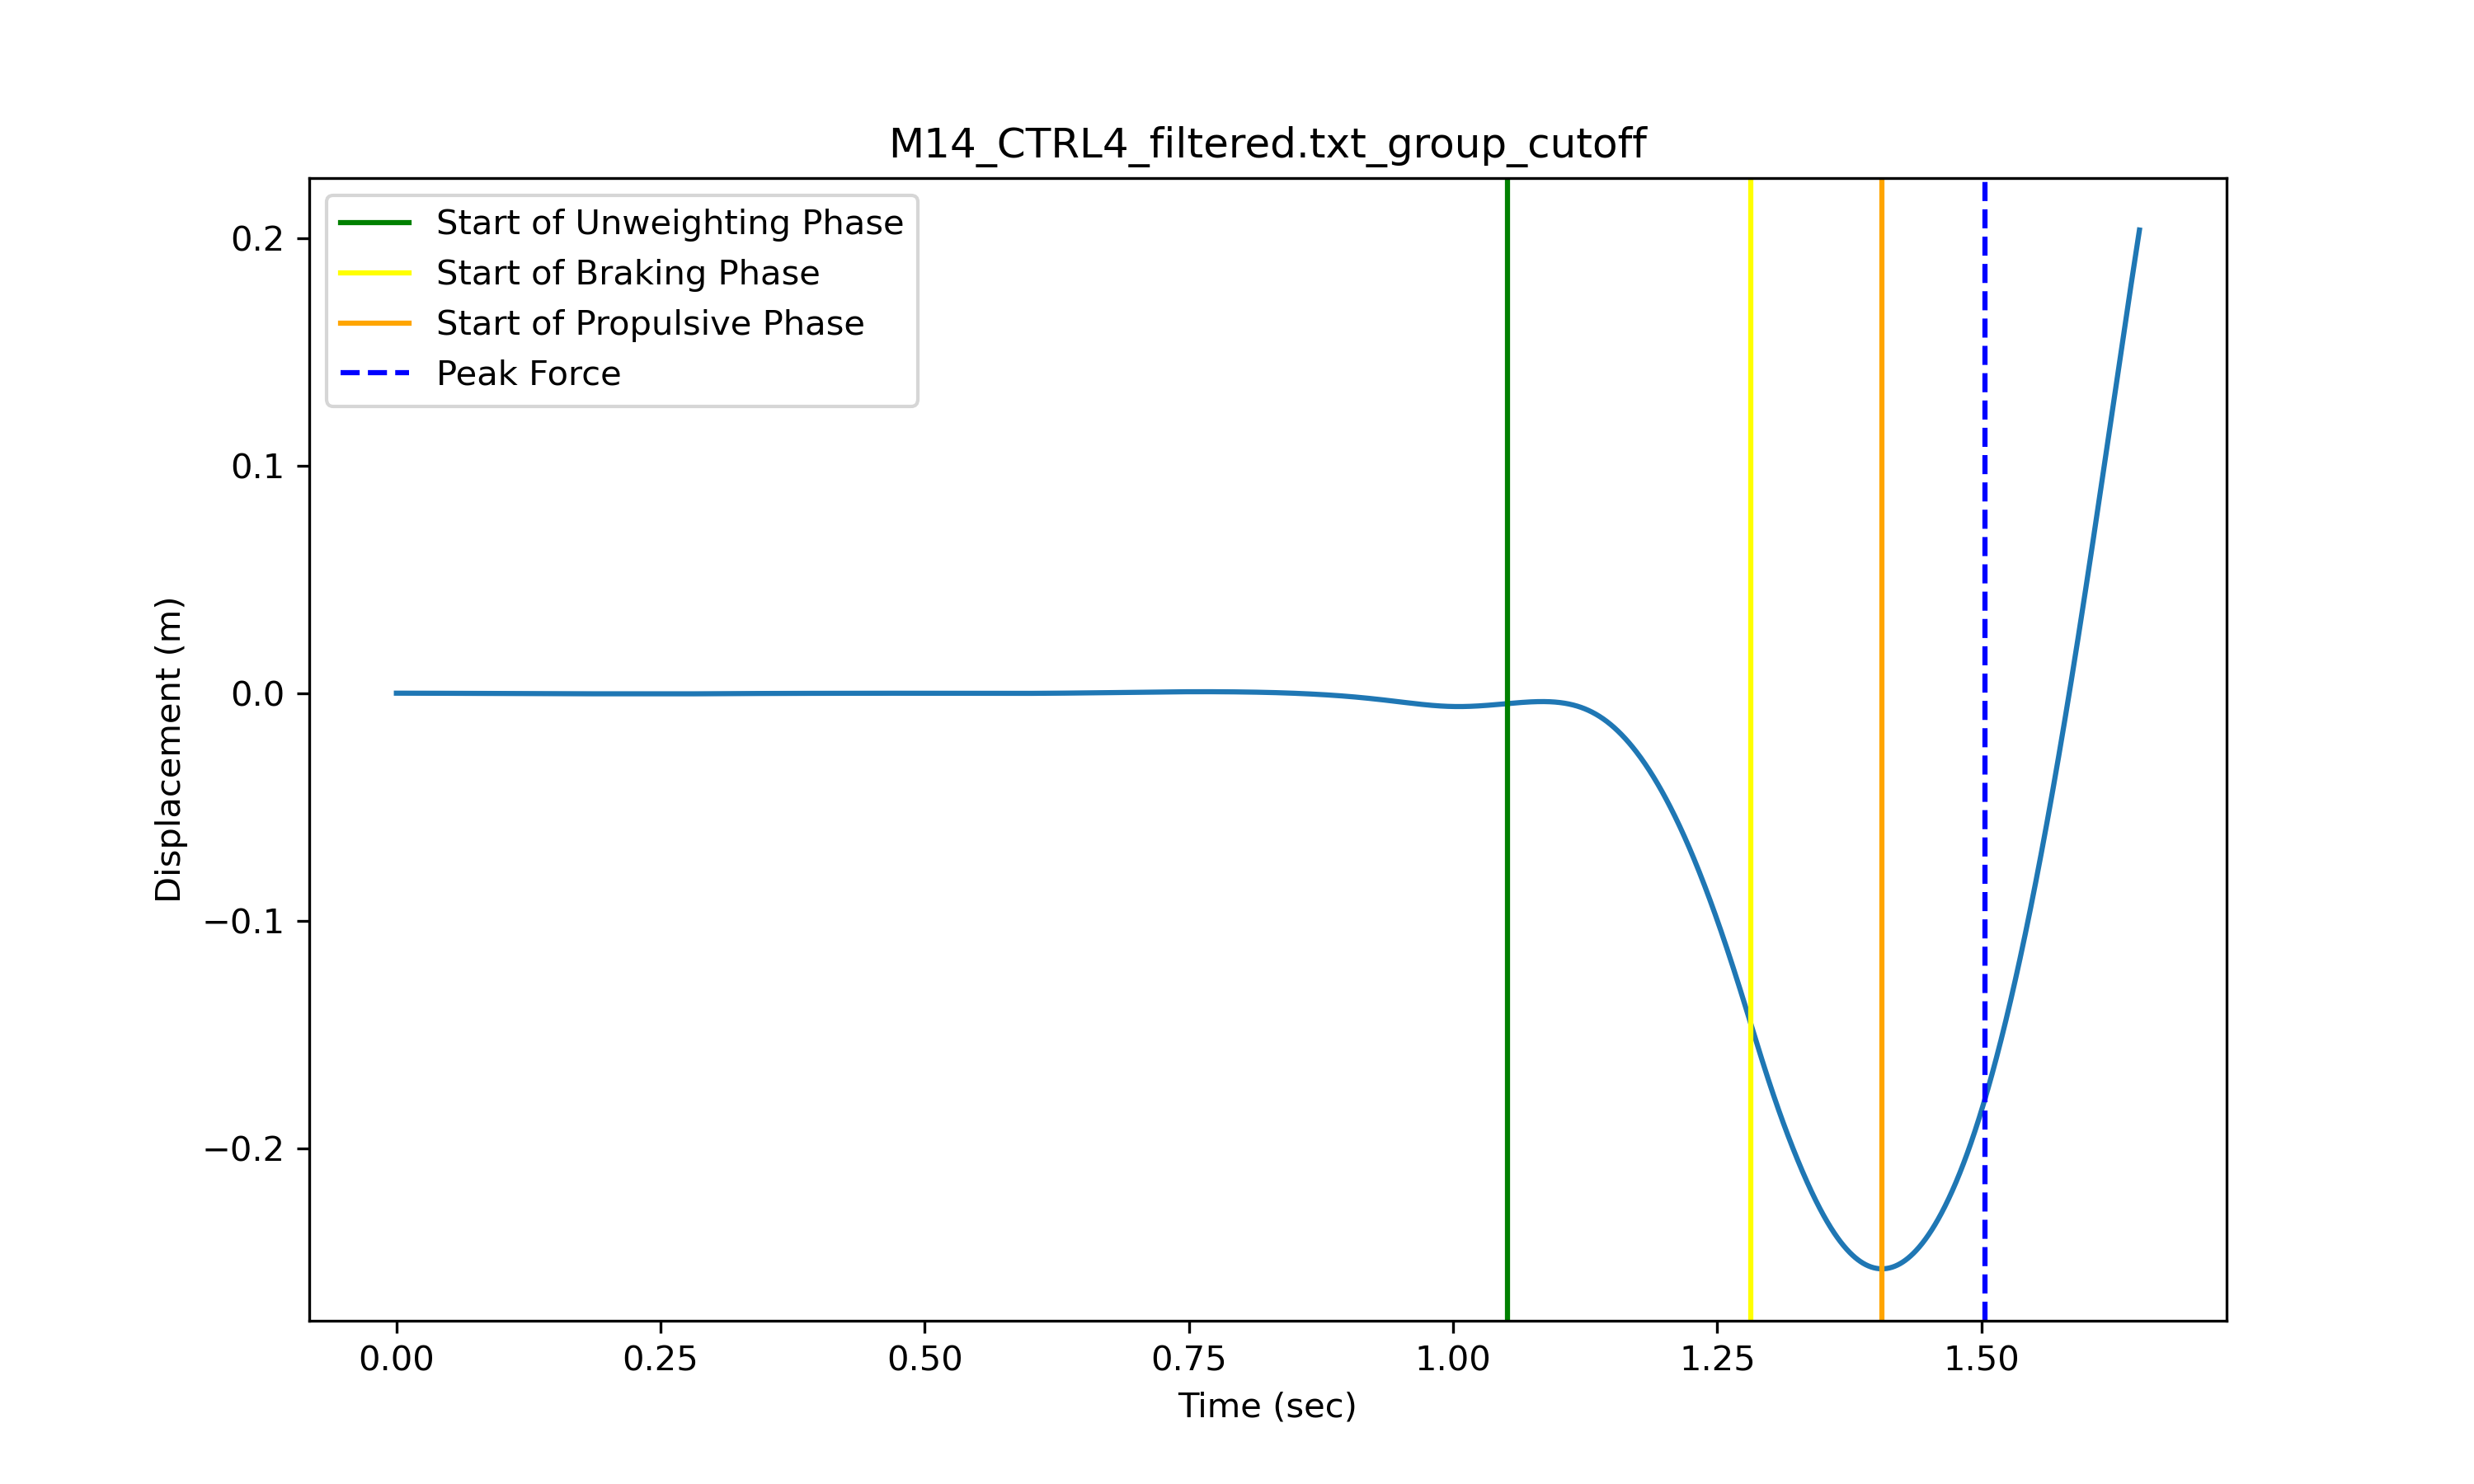 M14_CTRL4_filtered.txt_group_cutoff
Start of Unweighting Phase
Start of Braking Phase
Start of Propulsive Phase
Peak Force
0.2
0.1
0.0
−0.1
−0.2
Displacement (m)
0.00 0.25 0.50 0.75 1.00 1.25 1.50
Time (sec)